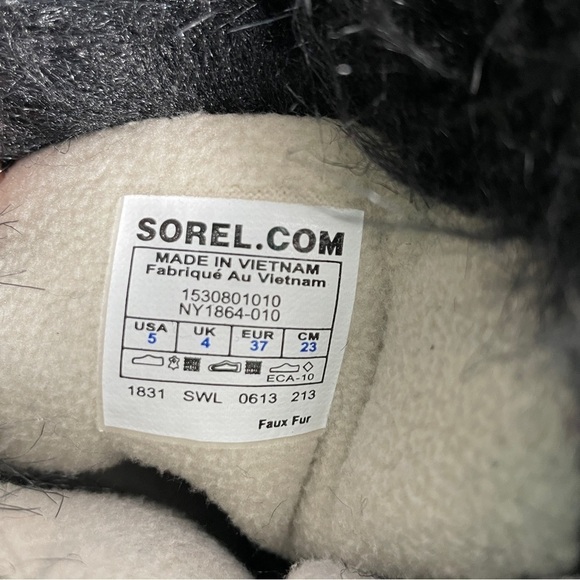 SOREL.COM
MADE IN VIETNAM
Fabriqué Au Vietnam
1530801010
NY1864-010
USA UK EUR CM
5 4 37 23
ECA-10
1831 SWL 0613 213
Faux Fur